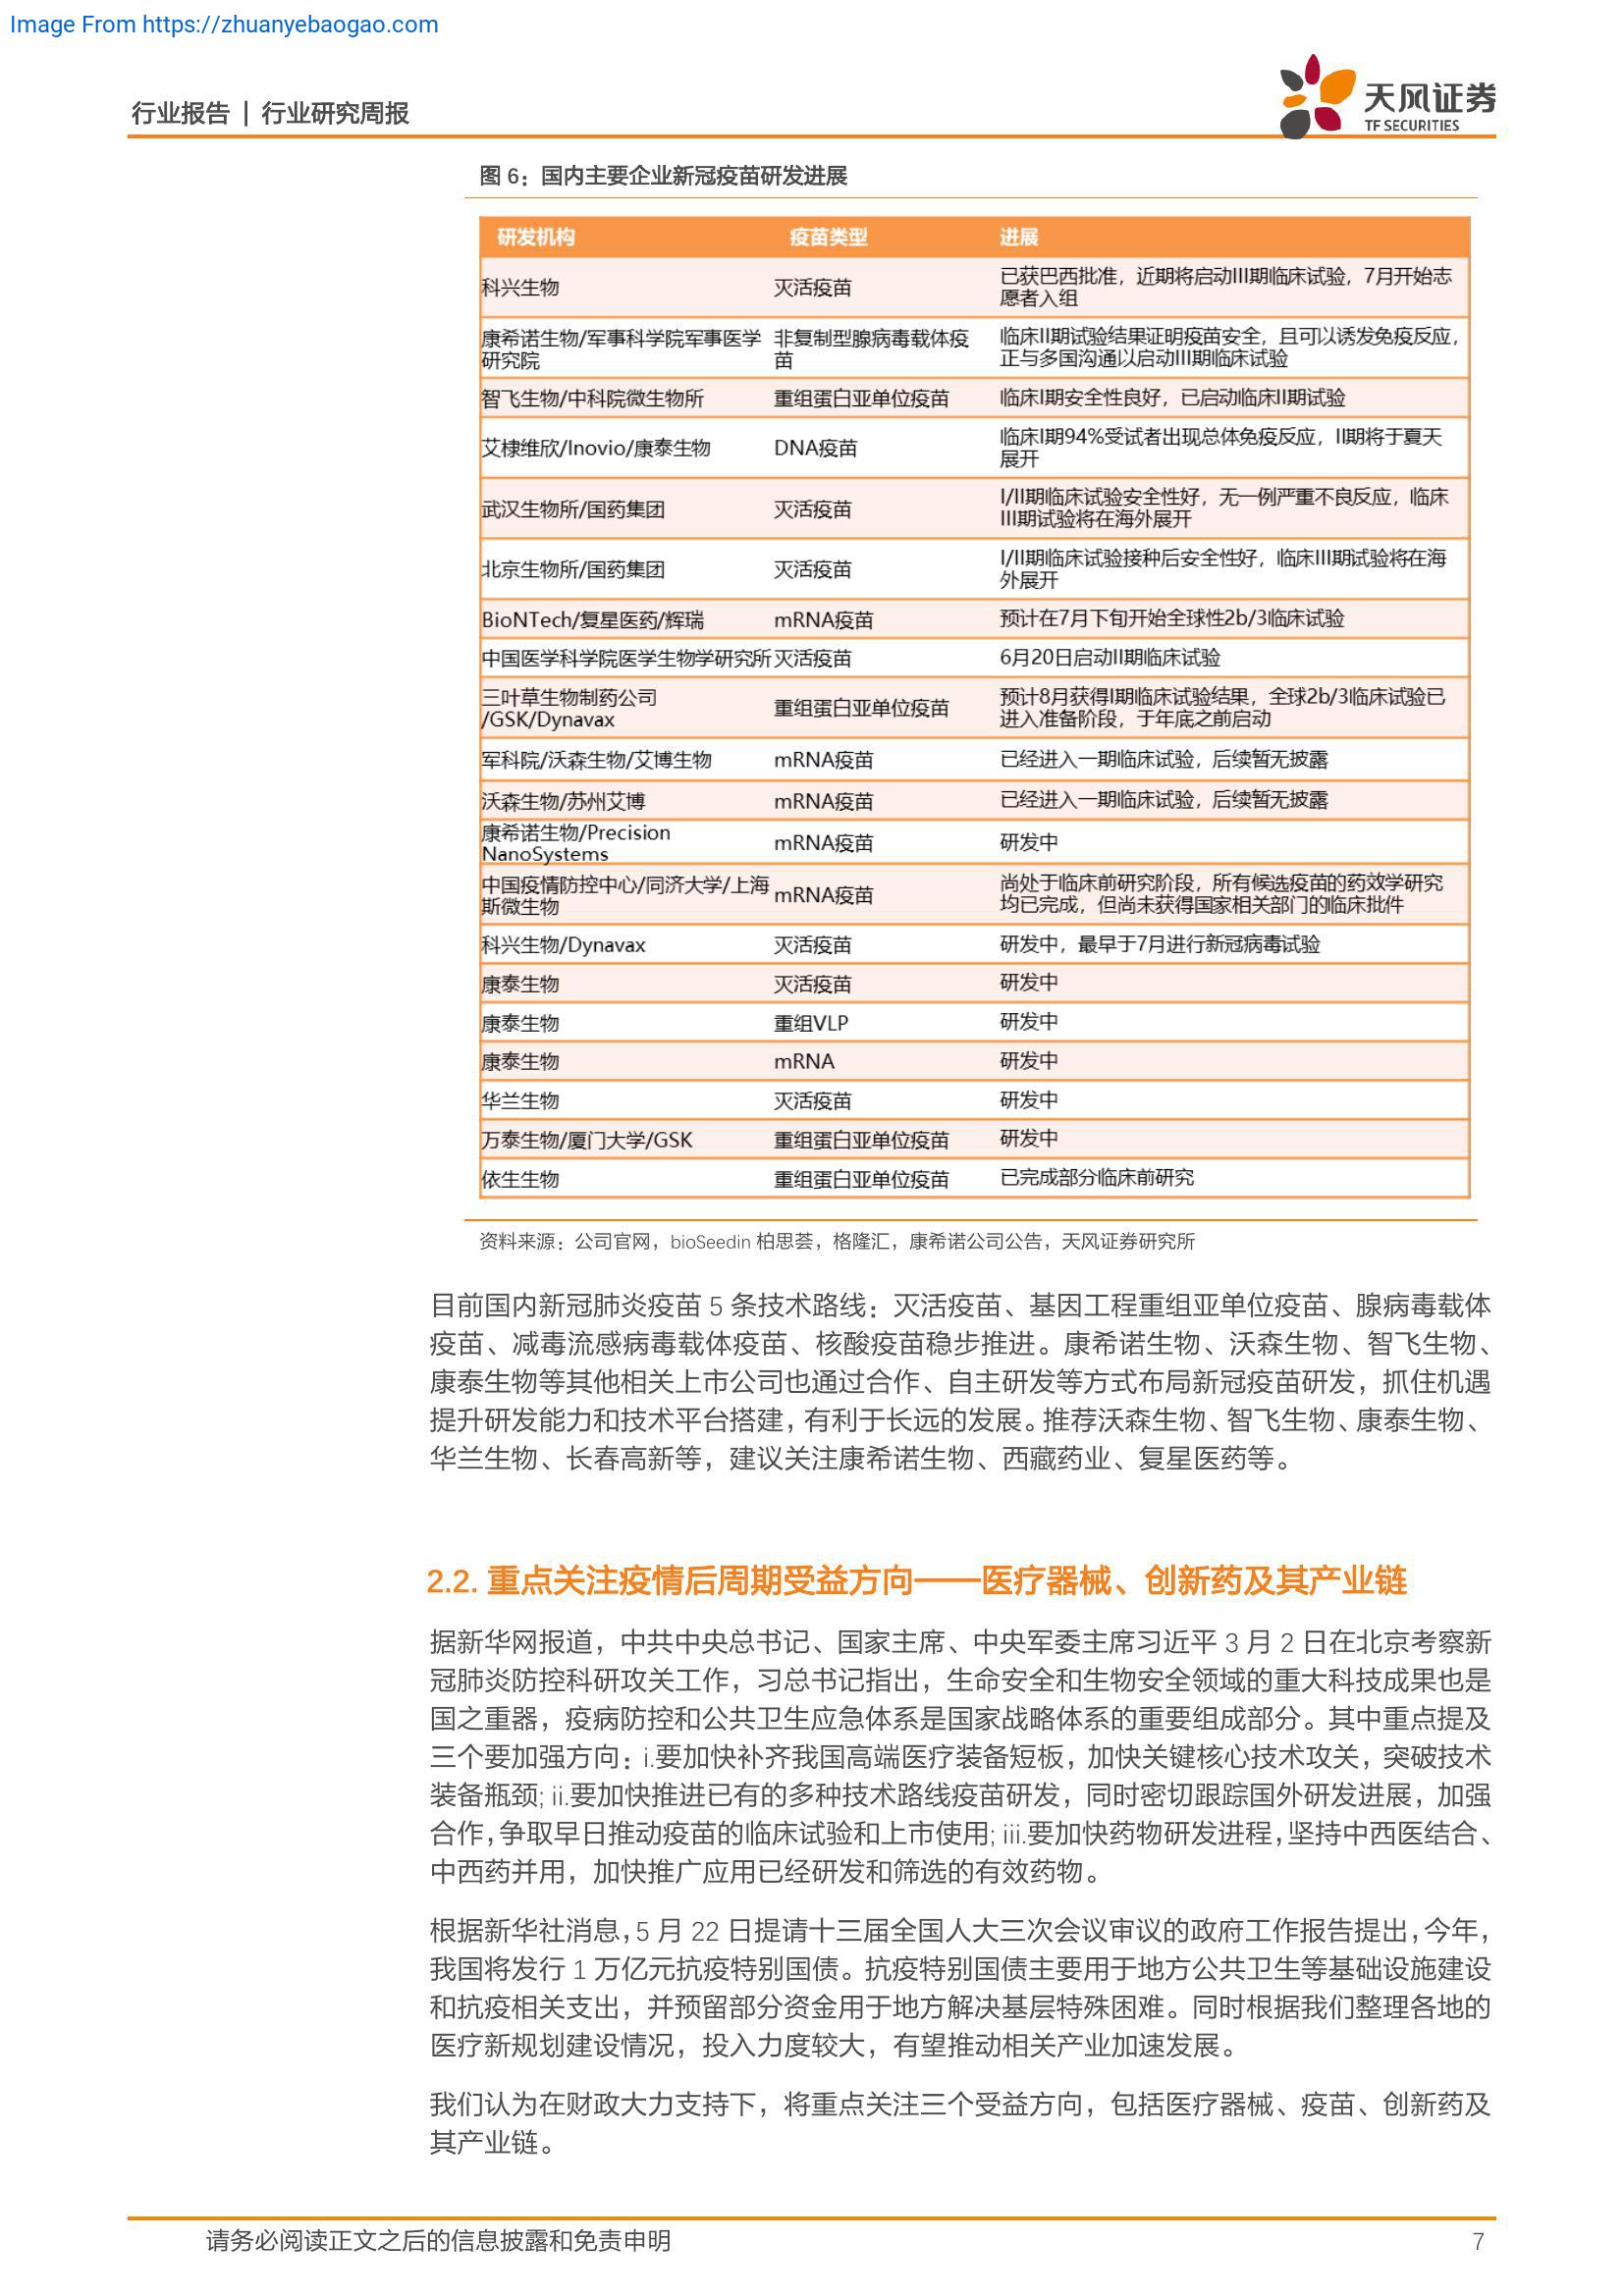 Image From https://zhuanyebaogao.com
行业报告 | 行业研究周报
天风证券
TF SECURITIES
图 6：国内主要企业新冠疫苗研发进展
研发机构 疫苗类型 进展
科兴生物 灭活疫苗 已获巴西批准，近期将启动III期临床试验，7月开始志
愿者入组
康希诺生物/军事科学院军事医学 非复制型腺病毒载体疫 临床II期试验结果证明疫苗安全，且可以诱发免疫反应，
研究院 苗 正与多国沟通以启动III期临床试验
智飞生物/中科院微生物所 重组蛋白亚单位疫苗 临床I期安全性良好，已启动临床II期试验
艾棣维欣/Inovio/康泰生物 DNA疫苗 临床I期94%受试者出现总体免疫反应，II期将于夏天
展开
武汉生物所/国药集团 灭活疫苗 I/II期临床试验安全性好，无一例严重不良反应，临床
III期试验将在海外展开
北京生物所/国药集团 灭活疫苗 I/II期临床试验接种后安全性好，临床III期试验将在海
外展开
BioNTech/复星医药/辉瑞 mRNA疫苗 预计在7月下旬开始全球性2b/3临床试验
中国医学科学院医学生物学研究所 灭活疫苗 6月20日启动II期临床试验
三叶草生物制药公司 重组蛋白亚单位疫苗 预计8月获得I期临床试验结果，全球2b/3临床试验已
/GSK/Dynavax 进入准备阶段，于年底之前启动
军科院/沃森生物/艾博生物 mRNA疫苗 已经进入一期临床试验，后续暂无披露
沃森生物/苏州艾博 mRNA疫苗 已经进入一期临床试验，后续暂无披露
康希诺生物/Precision mRNA疫苗 研发中
NanoSystems
中国疫情防控中心/同济大学/上海 mRNA疫苗 尚处于临床前研究阶段，所有候选疫苗的药效学研究
斯微生物 均已完成，但尚未获得国家相关部门的临床批件
科兴生物/Dynavax 灭活疫苗 研发中，最早于7月进行新冠病毒试验
康泰生物 灭活疫苗 研发中
康泰生物 重组VLP 研发中
康泰生物 mRNA 研发中
华兰生物 灭活疫苗 研发中
万泰生物/厦门大学/GSK 重组蛋白亚单位疫苗 研发中
依生生物 重组蛋白亚单位疫苗 已完成部分临床前研究
资料来源：公司官网，bioSeedin 柏思荟，格隆汇，康希诺公司公告，天风证券研究所
目前国内新冠肺炎疫苗 5 条技术路线：灭活疫苗、基因工程重组亚单位疫苗、腺病毒载体
疫苗、减毒流感病毒载体疫苗、核酸疫苗稳步推进。康希诺生物、沃森生物、智飞生物、
康泰生物等其他相关上市公司也通过合作、自主研发等方式布局新冠疫苗研发，抓住机遇
提升研发能力和技术平台搭建，有利于长远的发展。推荐沃森生物、智飞生物、康泰生物、
华兰生物、长春高新等，建议关注康希诺生物、西藏药业、复星医药等。
2.2. 重点关注疫情后周期受益方向——医疗器械、创新药及其产业链
据新华网报道，中共中央总书记、国家主席、中央军委主席习近平 3 月 2 日在北京考察新
冠肺炎防控科研攻关工作，习总书记指出，生命安全和生物安全领域的重大科技成果也是
国之重器，疫病防控和公共卫生应急体系是国家战略体系的重要组成部分。其中重点提及
三个要加强方向：i.要加快补齐我国高端医疗装备短板，加快关键核心技术攻关，突破技术
装备瓶颈; ii.要加快推进已有的多种技术路线疫苗研发，同时密切跟踪国外研发进展，加强
合作，争取早日推动疫苗的临床试验和上市使用; iii.要加快药物研发进程，坚持中西医结合、
中西药并用，加快推广应用已经研发和筛选的有效药物。
根据新华社消息，5 月 22 日提请十三届全国人大三次会议审议的政府工作报告提出，今年，
我国将发行 1 万亿元抗疫特别国债。抗疫特别国债主要用于地方公共卫生等基础设施建设
和抗疫相关支出，并预留部分资金用于地方解决基层特殊困难。同时根据我们整理各地的
医疗新规划建设情况，投入力度较大，有望推动相关产业加速发展。
我们认为在财政大力支持下，将重点关注三个受益方向，包括医疗器械、疫苗、创新药及
其产业链。
请务必阅读正文之后的信息披露和免责申明 7